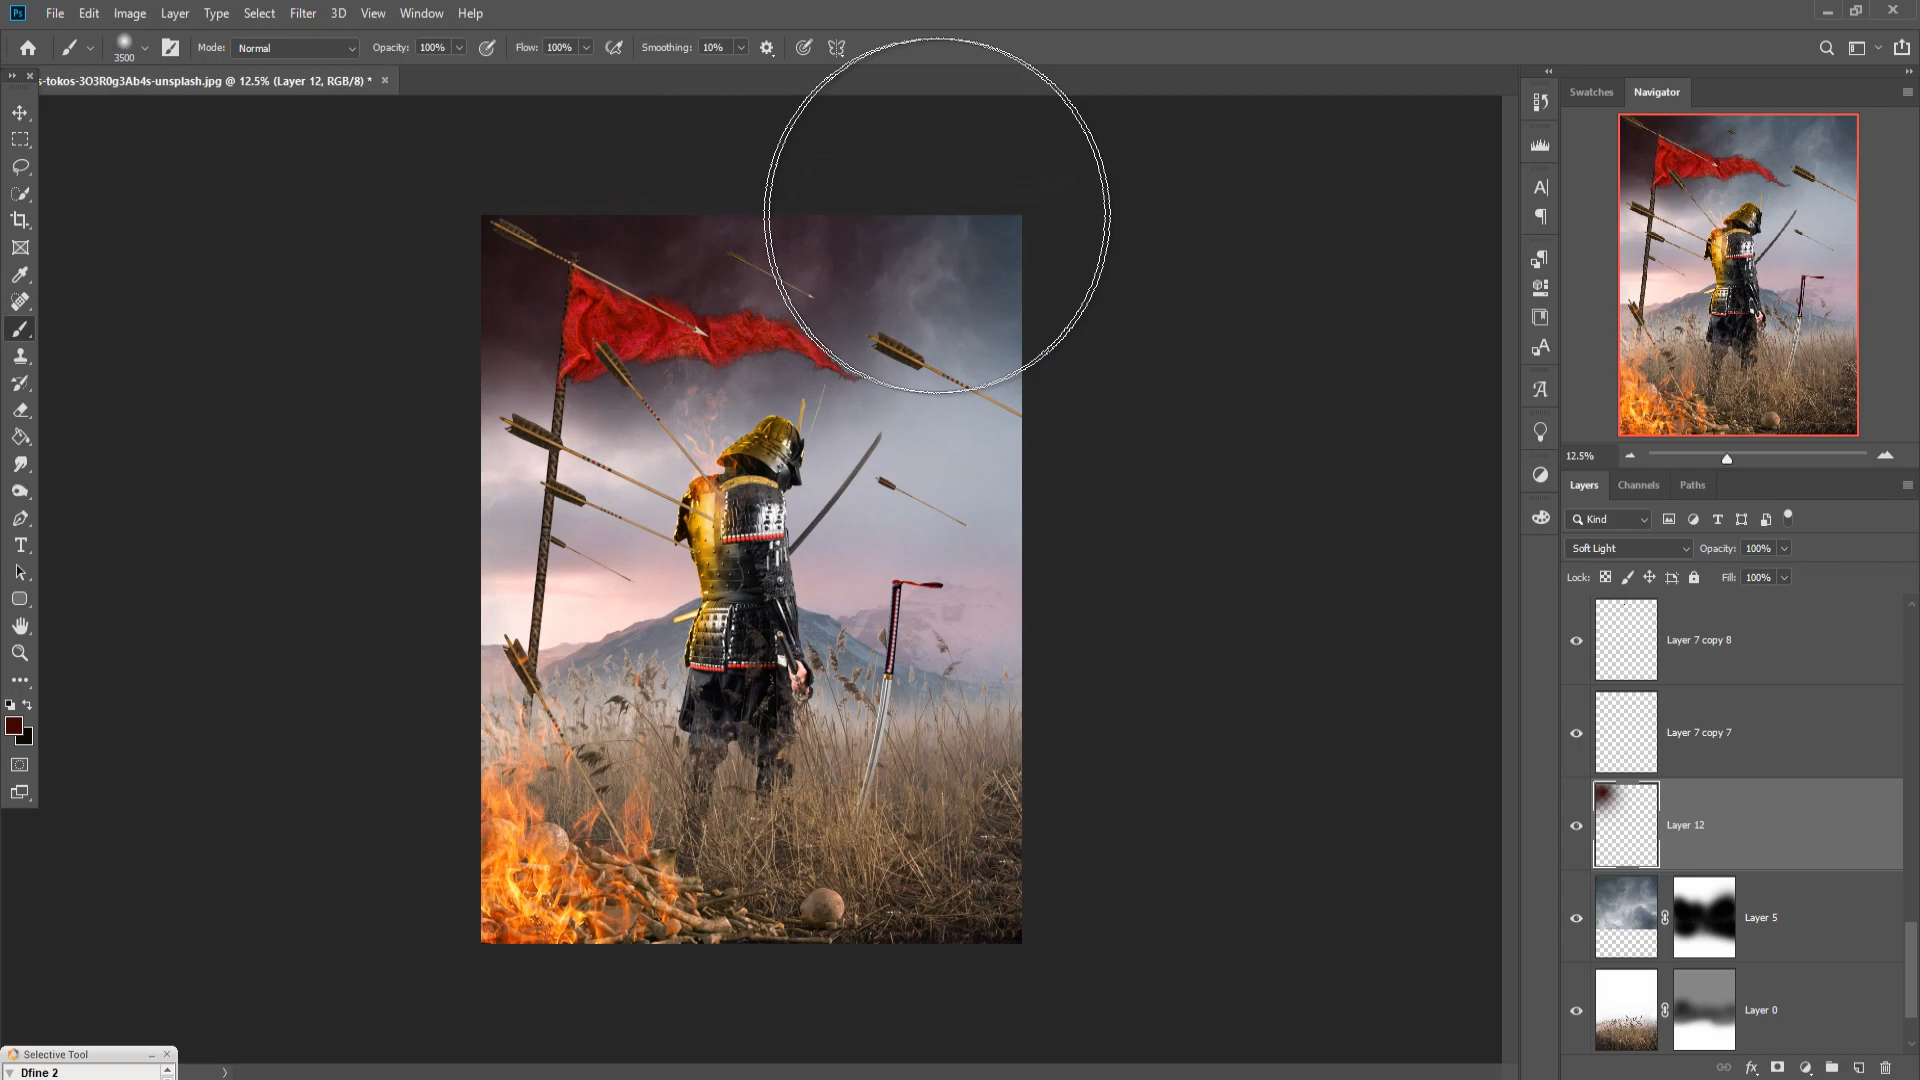 Ps File Edit Image Layer Type Select Filter 3D View Window Help
3500 Mode: Normal Opacity: 100% Flow: 100% Smoothing: 10%
s-tokos-3O3R0g3Ab4s-unsplash.jpg @ 12.5% (Layer 12, RGB/8) *
Swatches Navigator
12.5%
Layers Channels Paths
Kind
Soft Light Opacity: 100%
Lock: Fill: 100%
Layer 7 copy 8
Layer 7 copy 7
Layer 12
Layer 5
Layer 0
Selective Tool
Dfine 2